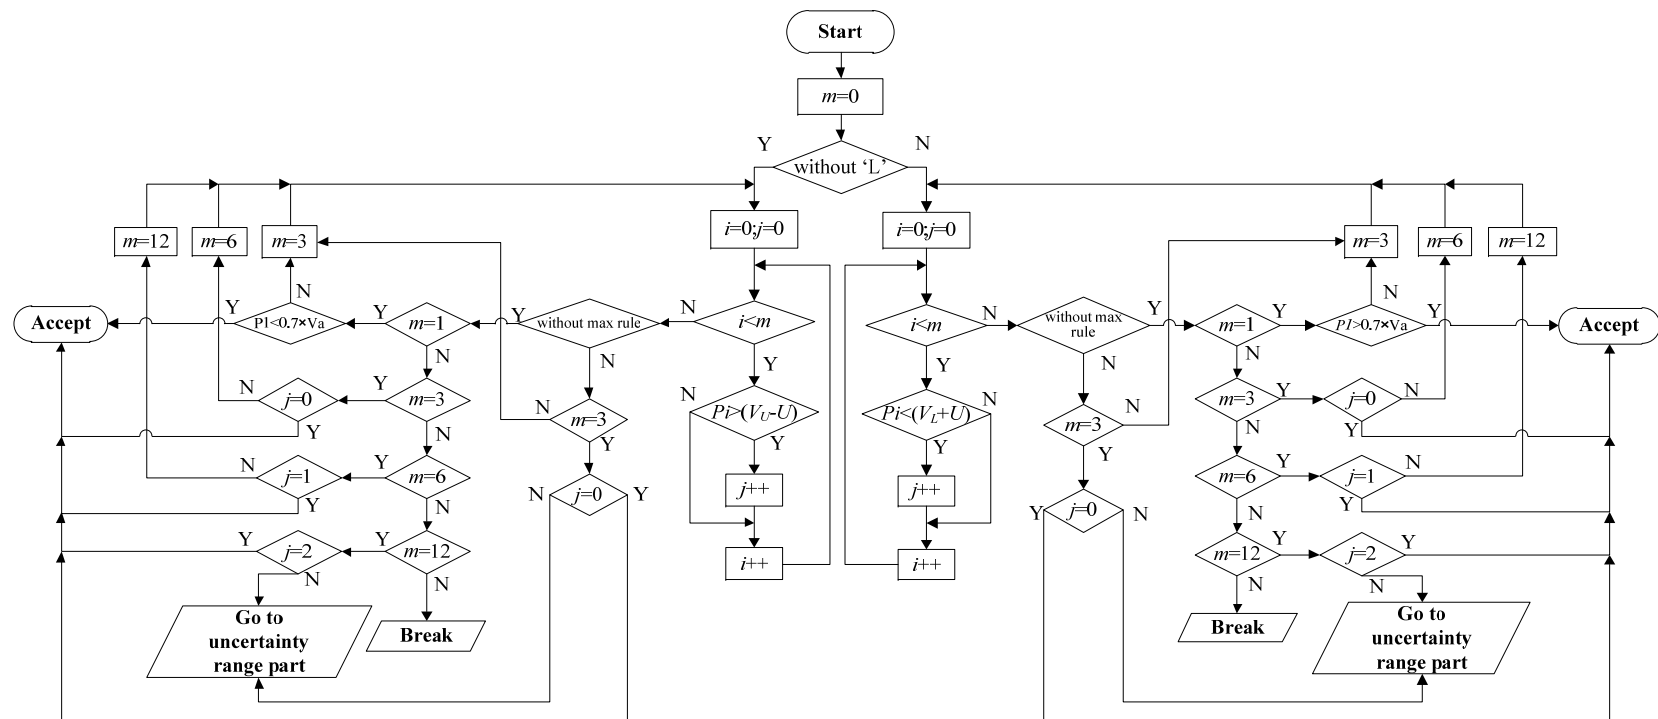 Start
m=0
Y
N
without ‘L’
i=0;j=0
i=0;j=0
m=12
m=6
m=3
m=3
m=6
m=12
Y
N
Y
Y
N
N
Y
Y
N
Y
Accept
P1<0.7×Va
m=1
without max rule
i<m
i<m
without max
rule
m=1
P1>0.7×Va
Accept
N
N
Y
Y
N
N
N
Y
j=0
Y
m=3
N
m=3
N
Pi>(VU-U)
Pi<(VL+U)
N
m=3
N
m=3
Y
j=0
N
Y
N
Y
Y
Y
Y
N
Y
N
j=1
Y
m=6
N
j=0
Y
j++
j++
Y
j=0
N
m=6
Y
j=1
N
Y
N
N
Y
Y
j=2
Y
m=12
i++
i++
m=12
Y
j=2
Y
N
N
N
N
Go to
uncertainty
range part
Break
Break
Go to
uncertainty
range part